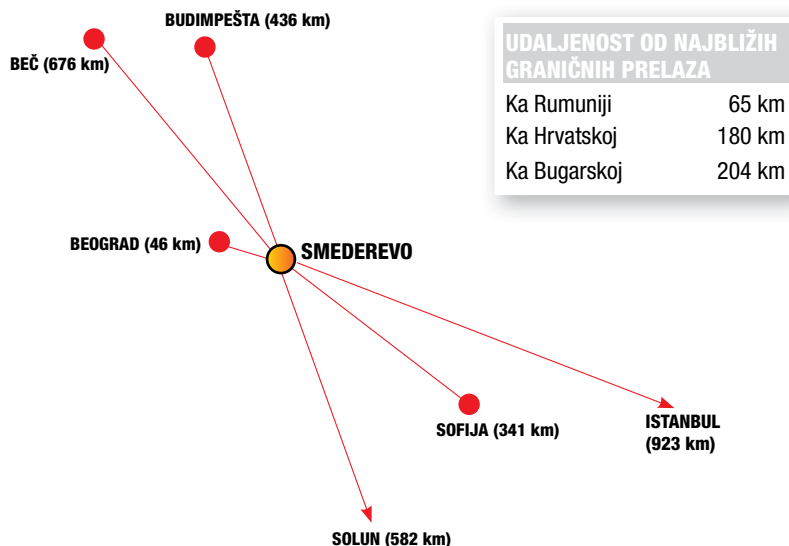 BUDIMPEŠTA (436 km)
BEČ (676 km)
UDALJENOST OD NAJBLIŽIH
GRANIČNIH PRELAZA
Ka Rumuniji 65 km
Ka Hrvatskoj 180 km
Ka Bugarskoj 204 km
BEOGRAD (46 km)
SMEDEREVO
SOFIJA (341 km)
ISTANBUL
(923 km)
SOLUN (582 km)